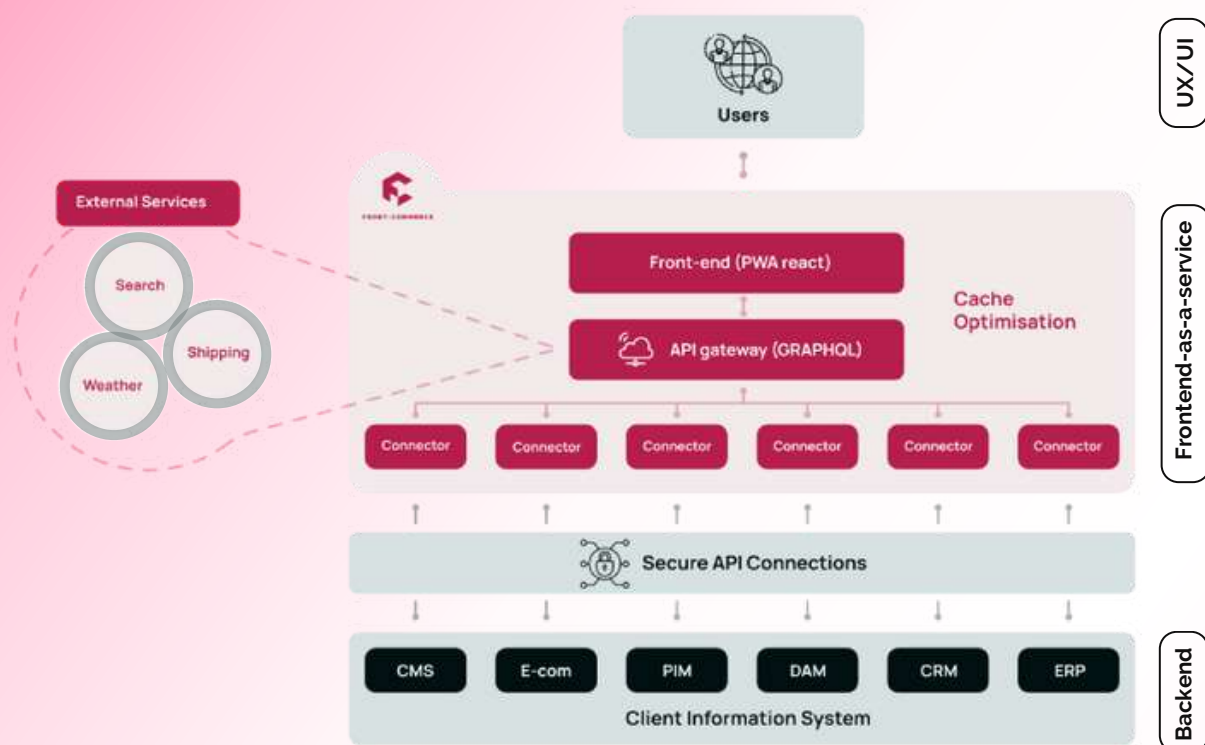 UX/UI
Users
External Services
FRONT-COMMERCE
Front-end (PWA react)
Search
Cache
Optimisation
API gateway (GRAPHQL)
Shipping
Weather
Frontend-as-a-service
Connector
Connector
Connector
Connector
Connector
Connector
Secure API Connections
CMS
E-com
PIM
DAM
CRM
ERP
Client Information System
Backend